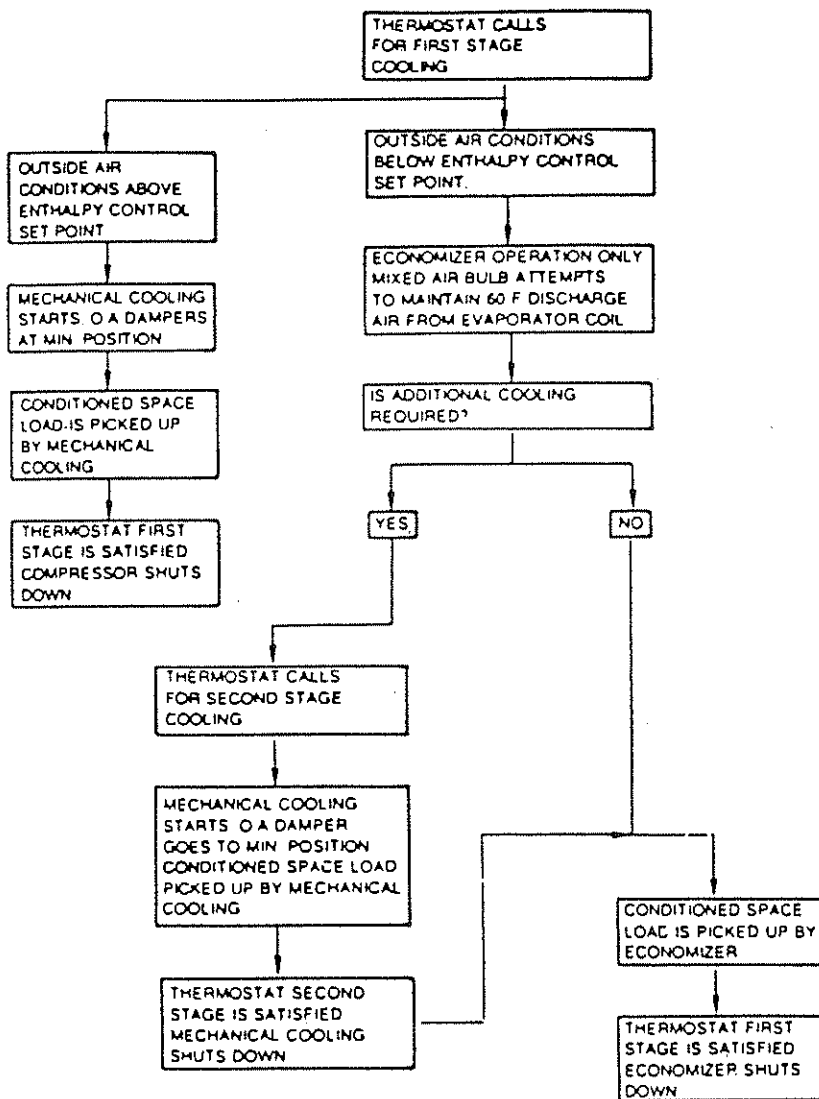 THERMOSTAT CALLS
FOR FIRST STAGE
COOLING
OUTSIDE AIR
CONDITIONS ABOVE
ENTHALPY CONTROL
SET POINT
MECHANICAL COOLING
STARTS. O A DAMPERS
AT MIN POSITION
CONDITIONED SPACE
LOAD IS PICKED UP
BY MECHANICAL
COOLING
THERMOSTAT FIRST
STAGE IS SATISFIED
COMPRESSOR SHUTS
DOWN
OUTSIDE AIR CONDITIONS
BELOW ENTHALPY CONTROL
SET POINT.
ECONOMIZER OPERATION ONLY
MIXED AIR BULB ATTEMPTS
TO MAINTAIN 60 F DISCHARGE
AIR FROM EVAPORATOR COIL
IS ADDITIONAL COOLING
REQUIRED?
YES
NO
THERMOSTAT CALLS
FOR SECOND STAGE
COOLING
MECHANICAL COOLING
STARTS O A DAMPER
GOES TO MIN POSITION
CONDITIONED SPACE LOAD
PICKED UP BY MECHANICAL
COOLING
THERMOSTAT SECOND
STAGE IS SATISFIED
MECHANICAL COOLING
SHUTS DOWN
CONDITIONED SPACE
LOAD IS PICKED UP BY
ECONOMIZER
THERMOSTAT FIRST
STAGE IS SATISFIED
ECONOMIZER SHUTS
DOWN